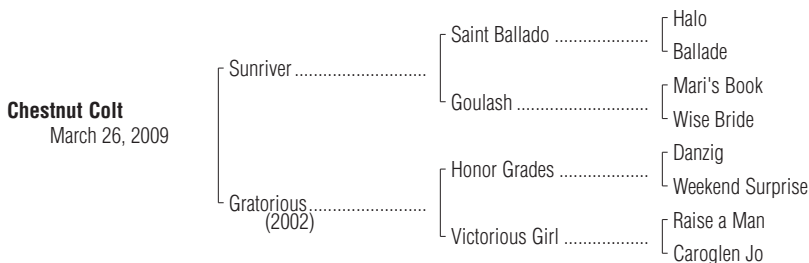 Chestnut Colt
March 26, 2009
Sunriver
Gratorious
(2002)
Saint Ballado
Goulash
Honor Grades
Victorious Girl
Halo
Ballade
Mari's Book
Wise Bride
Danzig
Weekend Surprise
Raise a Man
Caroglen Jo